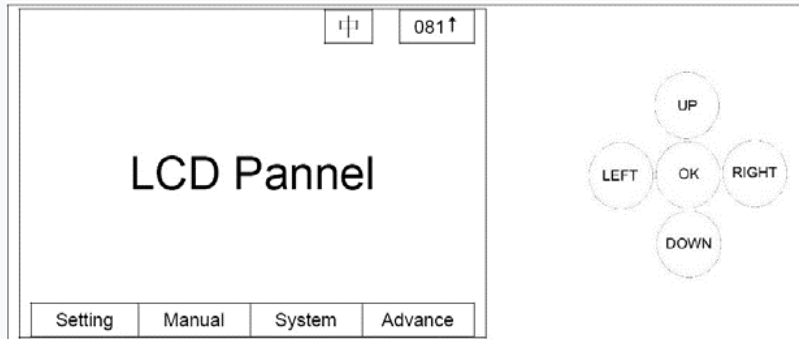 中 081↑
UP
LCD Pannel
LEFT OK RIGHT
DOWN
Setting Manual System Advance